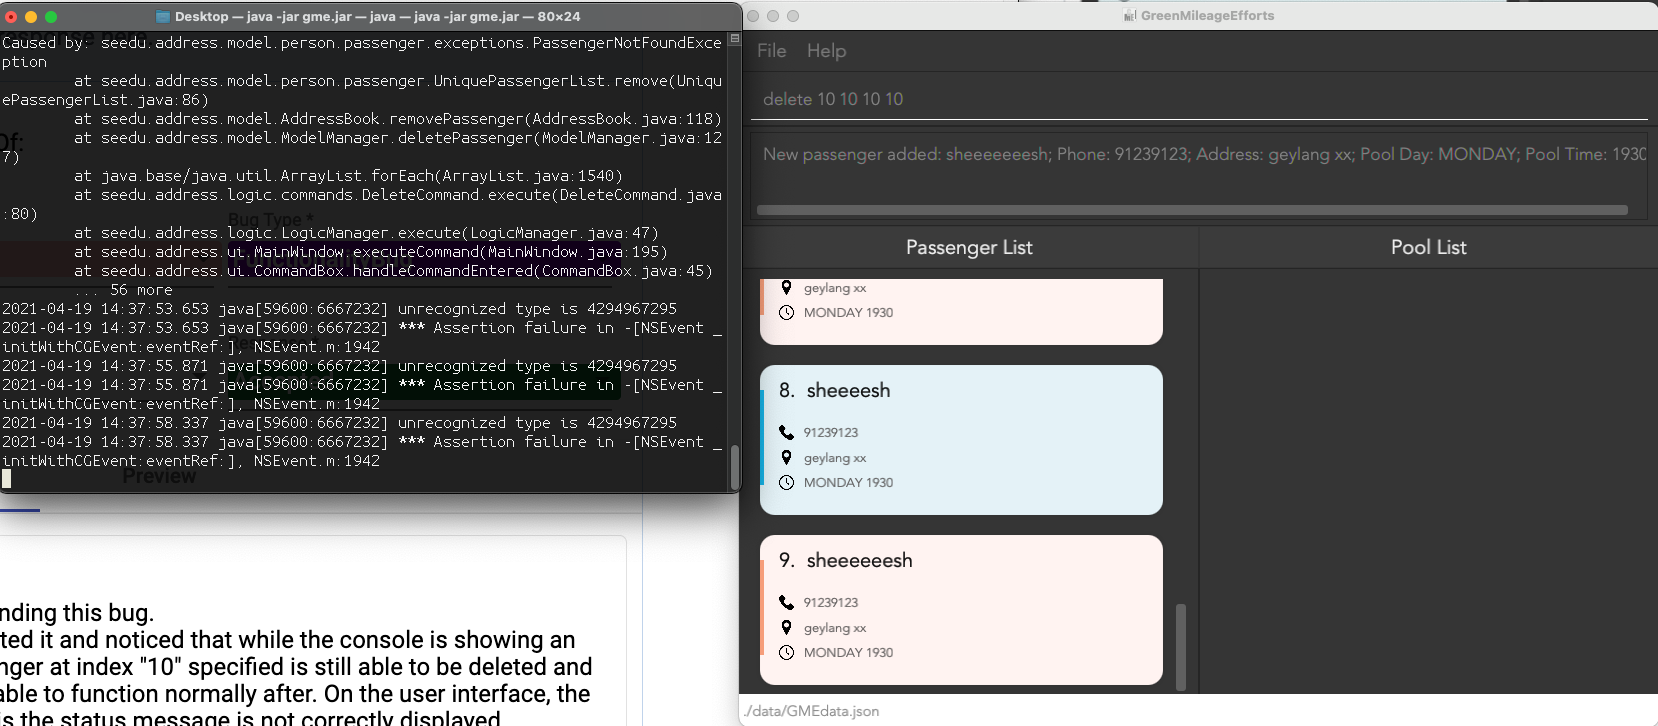 Desktop — java -jar gme.jar — java — java -jar gme.jar — 80×24
Caused by: seedu.address.model.person.passenger.exceptions.PassengerNotFoundExce
ption
at seedu.address.model.person.passenger.UniquePassengerList.remove(Uniqu
ePassengerList.java:86)
at seedu.address.model.AddressBook.removePassenger(AddressBook.java:118)
at seedu.address.model.ModelManager.deletePassenger(ModelManager.java:12
7)
at java.base/java.util.ArrayList.forEach(ArrayList.java:1540)
at seedu.address.logic.commands.DeleteCommand.execute(DeleteCommand.java
:80)
at seedu.address.logic.LogicManager.execute(LogicManager.java:47)
at seedu.address.ui.MainWindow.executeCommand(MainWindow.java:195)
at seedu.address.ui.CommandBox.handleCommandEntered(CommandBox.java:45)
... 56 more
2021-04-19 14:37:53.653 java[59600:6667232] unrecognized type is 4294967295
2021-04-19 14:37:53.653 java[59600:6667232] *** Assertion failure in -[NSEvent _
initWithCGEvent:eventRef:], NSEvent.m:1942
2021-04-19 14:37:55.871 java[59600:6667232] unrecognized type is 4294967295
2021-04-19 14:37:55.871 java[59600:6667232] *** Assertion failure in -[NSEvent _
initWithCGEvent:eventRef:], NSEvent.m:1942
2021-04-19 14:37:58.337 java[59600:6667232] unrecognized type is 4294967295
2021-04-19 14:37:58.337 java[59600:6667232] *** Assertion failure in -[NSEvent _
initWithCGEvent:eventRef:], NSEvent.m:1942
Bug Type *
Preview
nding this bug.
ted it and noticed that while the console is showing an
nger at index "10" specified is still able to be deleted and
able to function normally after. On the user interface, the
is the status message is not correctly displayed
GreenMileageEfforts
File Help
delete 10 10 10 10
New passenger added: sheeeeeesh; Phone: 91239123; Address: geylang xx; Pool Day: MONDAY; Pool Time: 1930
Passenger List
Pool List
geylang xx
MONDAY 1930
8. sheeeesh
91239123
geylang xx
MONDAY 1930
9. sheeeeeesh
91239123
geylang xx
MONDAY 1930
./data/GMEdata.json